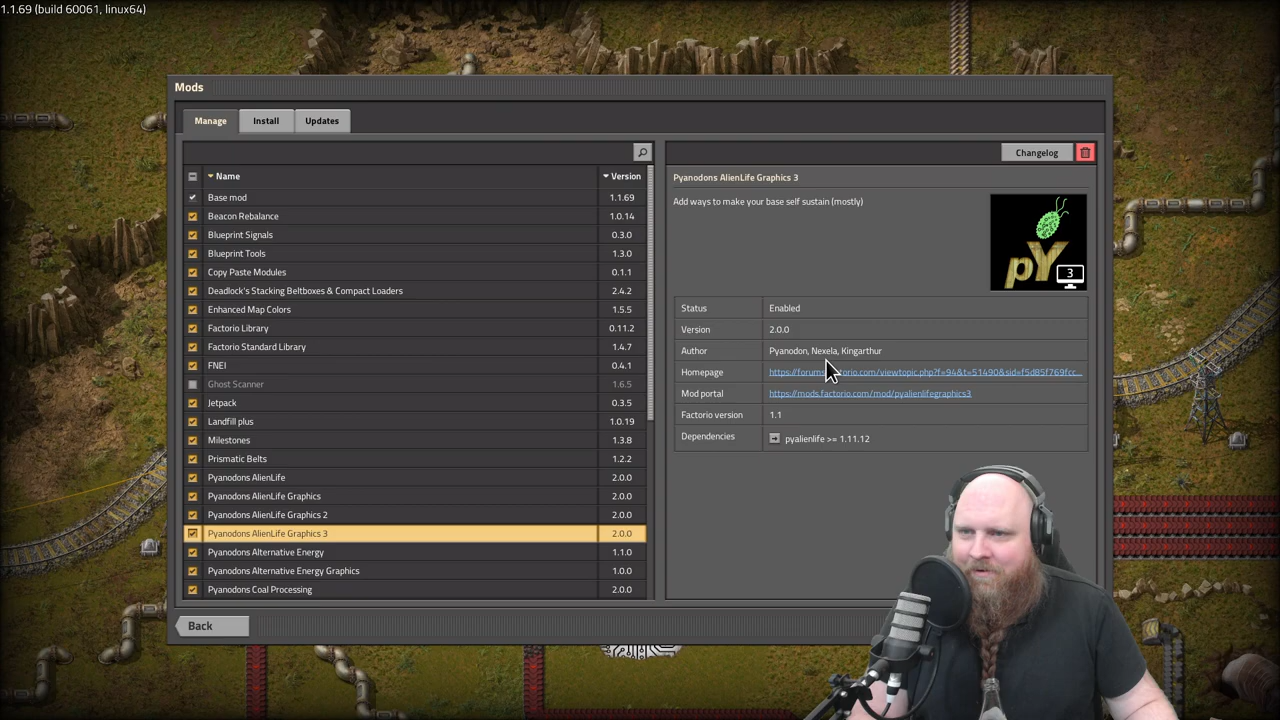 1.1.69 (build 60061, linux64)
Mods
Manage Install Updates
Changelog
Name Version
Base mod 1.1.69
Beacon Rebalance 1.0.14
Blueprint Signals 0.3.0
Blueprint Tools 1.3.0
Copy Paste Modules 0.1.1
Deadlock's Stacking Beltboxes & Compact Loaders 2.4.2
Enhanced Map Colors 1.5.5
Factorio Library 0.11.2
Factorio Standard Library 1.4.7
FNEI 0.4.1
Ghost Scanner 1.6.5
Jetpack 0.3.5
Landfill plus 1.0.19
Milestones 1.3.8
Prismatic Belts 1.2.2
Pyanodons AlienLife 2.0.0
Pyanodons AlienLife Graphics 2.0.0
Pyanodons AlienLife Graphics 2 2.0.0
Pyanodons AlienLife Graphics 3 2.0.0
Pyanodons Alternative Energy 1.1.0
Pyanodons Alternative Energy Graphics 1.0.0
Pyanodons Coal Processing 2.0.0
Back
Pyanodons AlienLife Graphics 3
Add ways to make your base self sustain (mostly)
pY
3
Status Enabled
Version 2.0.0
Author Pyanodon, Nexela, Kingarthur
Homepage
Mod portal https://mods.factorio.com/mod/pyalienlifegraphics3
Factorio version 1.1
Dependencies pyalienlife >= 1.11.12